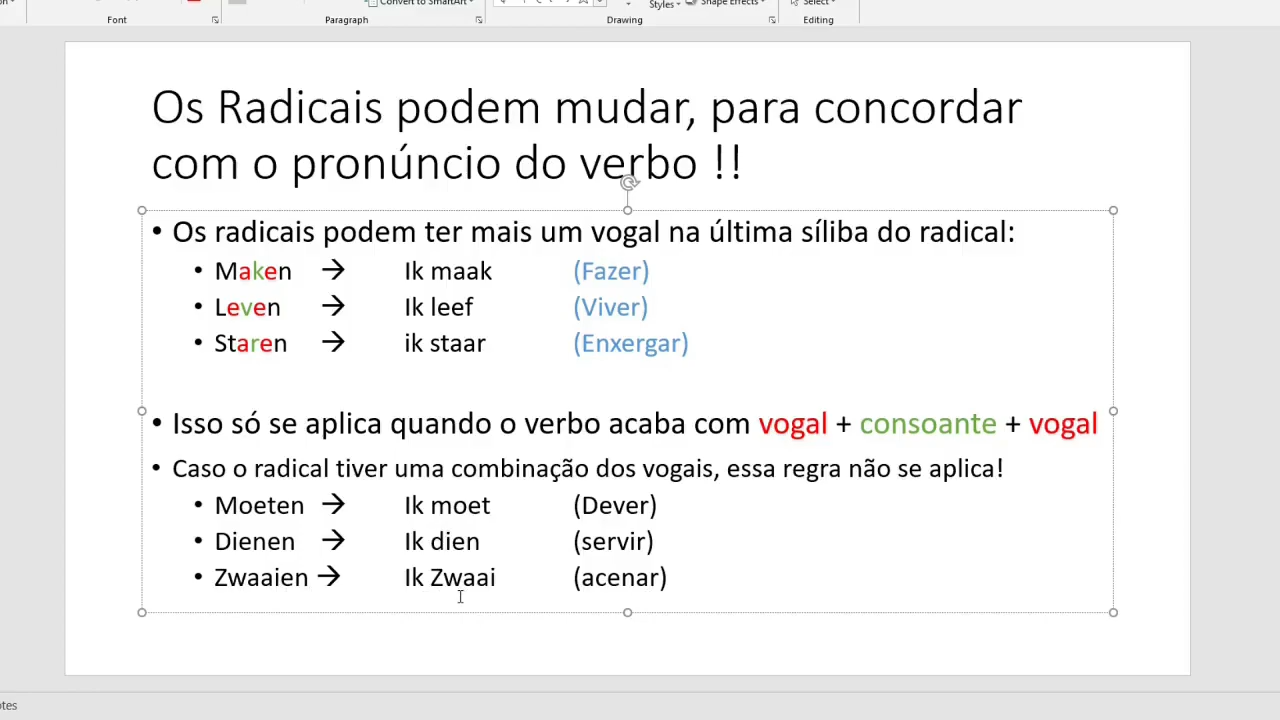 Convert to SmartArt
Styles
Shape Effects
Select
Font
Paragraph
Drawing
Editing
Os Radicais podem mudar, para concordar
com o pronúncio do verbo !!
• Os radicais podem ter mais um vogal na última síliba do radical:
• Maken → Ik maak (Fazer)
• Leven → Ik leef (Viver)
• Staren → ik staar (Enxergar)
• Isso só se aplica quando o verbo acaba com vogal + consoante + vogal
• Caso o radical tiver uma combinação dos vogais, essa regra não se aplica!
• Moeten → Ik moet (Dever)
• Dienen → Ik dien (servir)
• Zwaaien → Ik Zwaai (acenar)